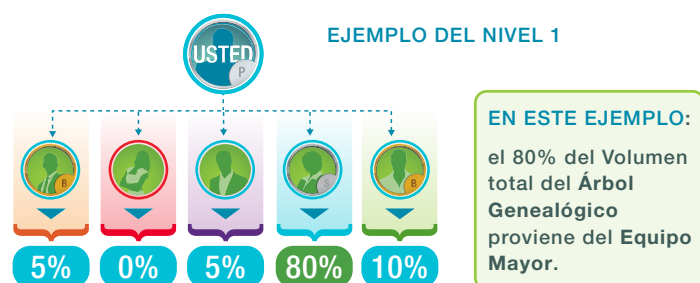 EJEMPLO DEL NIVEL 1
USTED
P
B
S
B
5%
0%
5%
80%
10%
EN ESTE EJEMPLO:
el 80% del Volumen
total del Árbol
Genealógico
proviene del Equipo
Mayor.